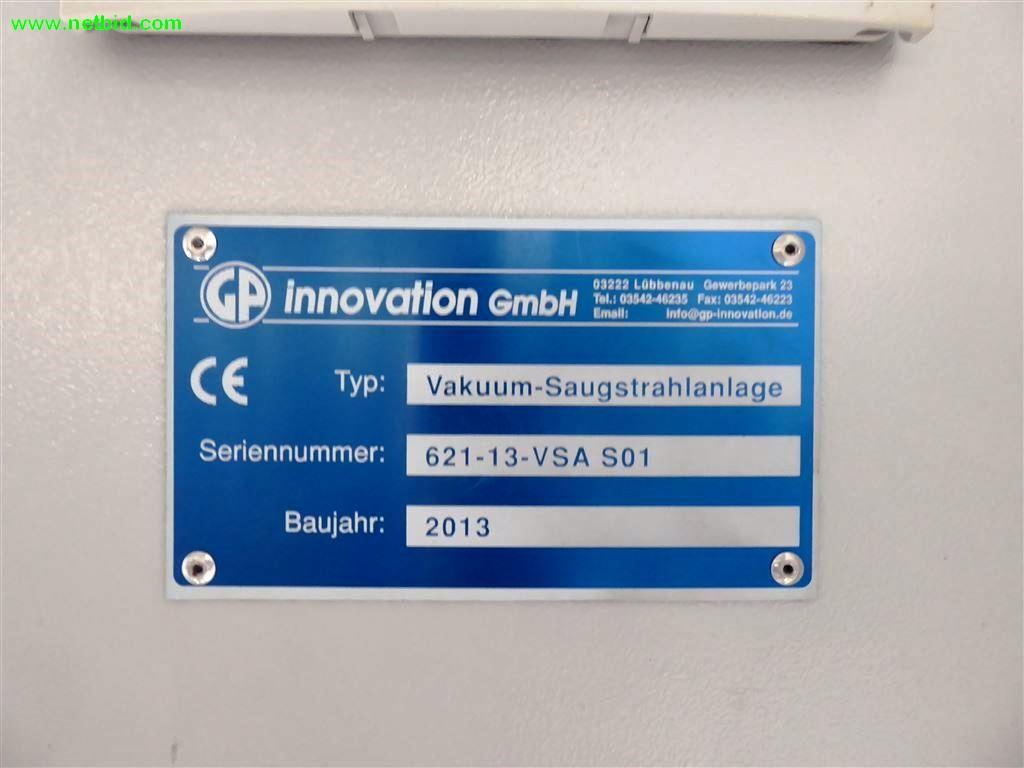 www.netbid.com
GP innovation GmbH
03222 Lübbenau Gewerbepark 23
Tel.: 03542-46235 Fax: 03542-46223
Email: info@gp-innovation.de
CE Typ: Vakuum-Saugstrahlanlage
Seriennummer: 621-13-VSA S01
Baujahr: 2013